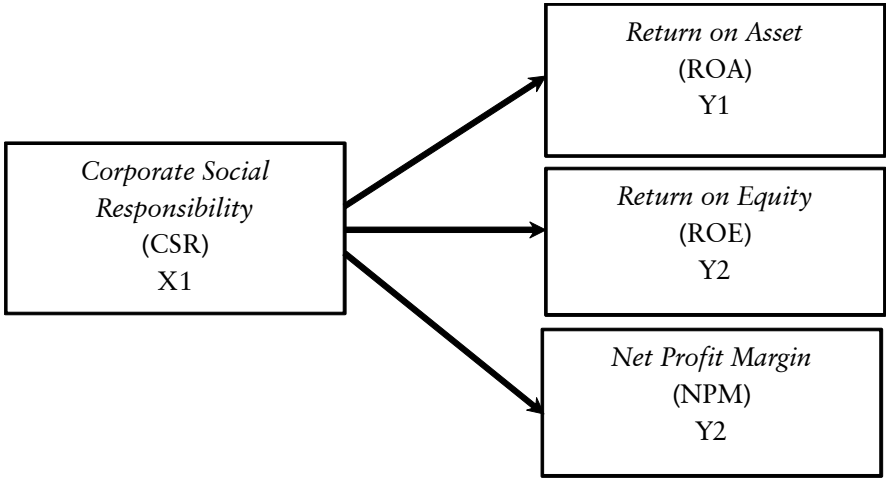 Corporate Social
Responsibility
(CSR)
X1
Return on Asset
(ROA)
Y1
Return on Equity
(ROE)
Y2
Net Profit Margin
(NPM)
Y2